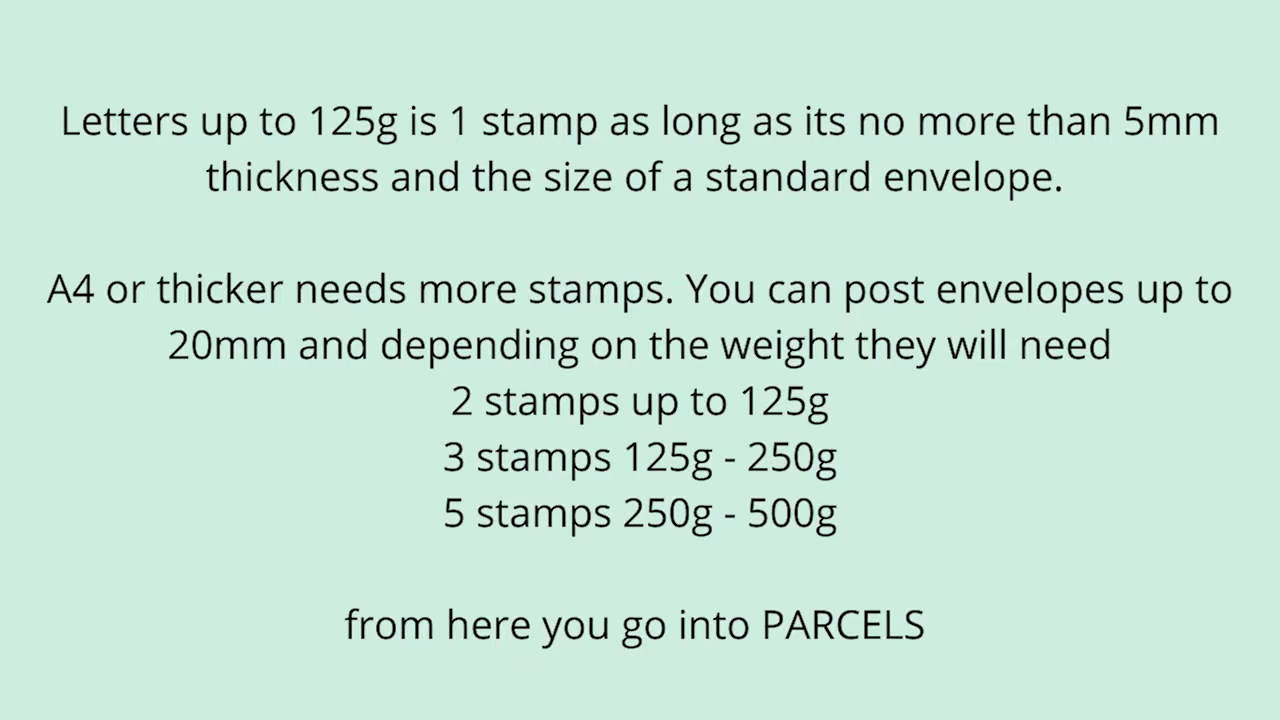 Letters up to 125g is 1 stamp as long as its no more than 5mm
thickness and the size of a standard envelope.
A4 or thicker needs more stamps. You can post envelopes up to
20mm and depending on the weight they will need
2 stamps up to 125g
3 stamps 125g - 250g
5 stamps 250g - 500g
from here you go into PARCELS